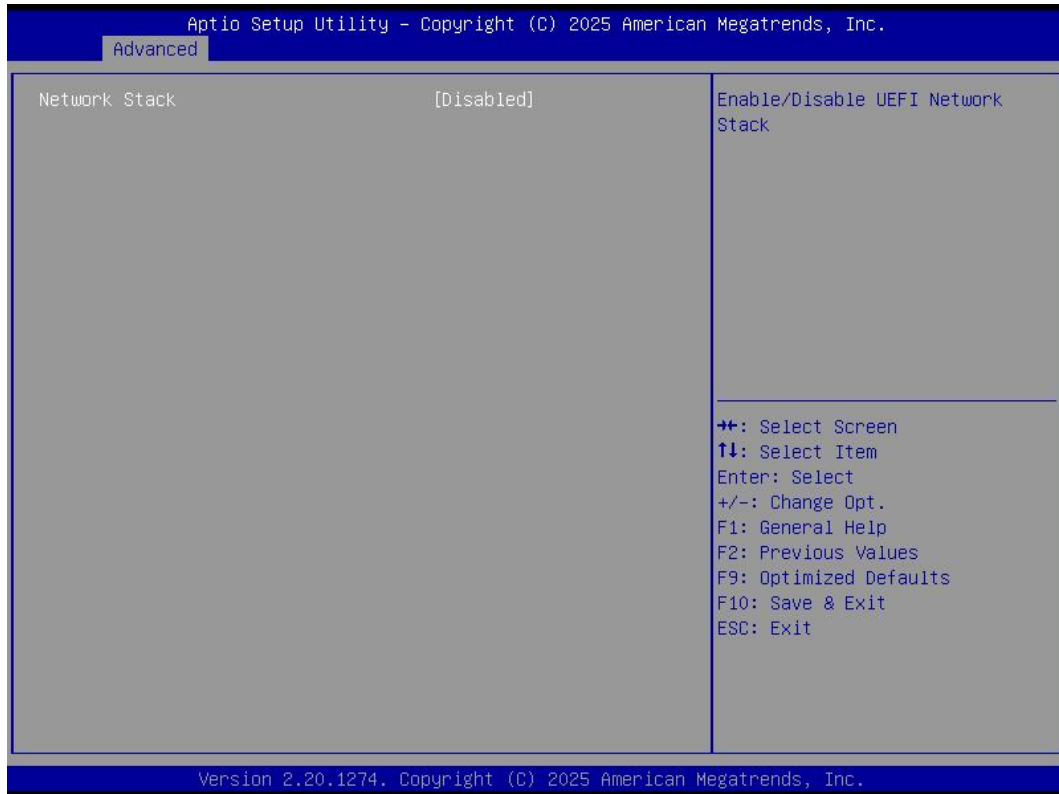 Aptio Setup Utility – Copyright (C) 2025 American Megatrends, Inc.
Advanced
Network Stack [Disabled]
Enable/Disable UEFI Network
Stack
→←: Select Screen
↑↓: Select Item
Enter: Select
+/-: Change Opt.
F1: General Help
F2: Previous Values
F9: Optimized Defaults
F10: Save & Exit
ESC: Exit
Version 2.20.1274. Copyright (C) 2025 American Megatrends, Inc.